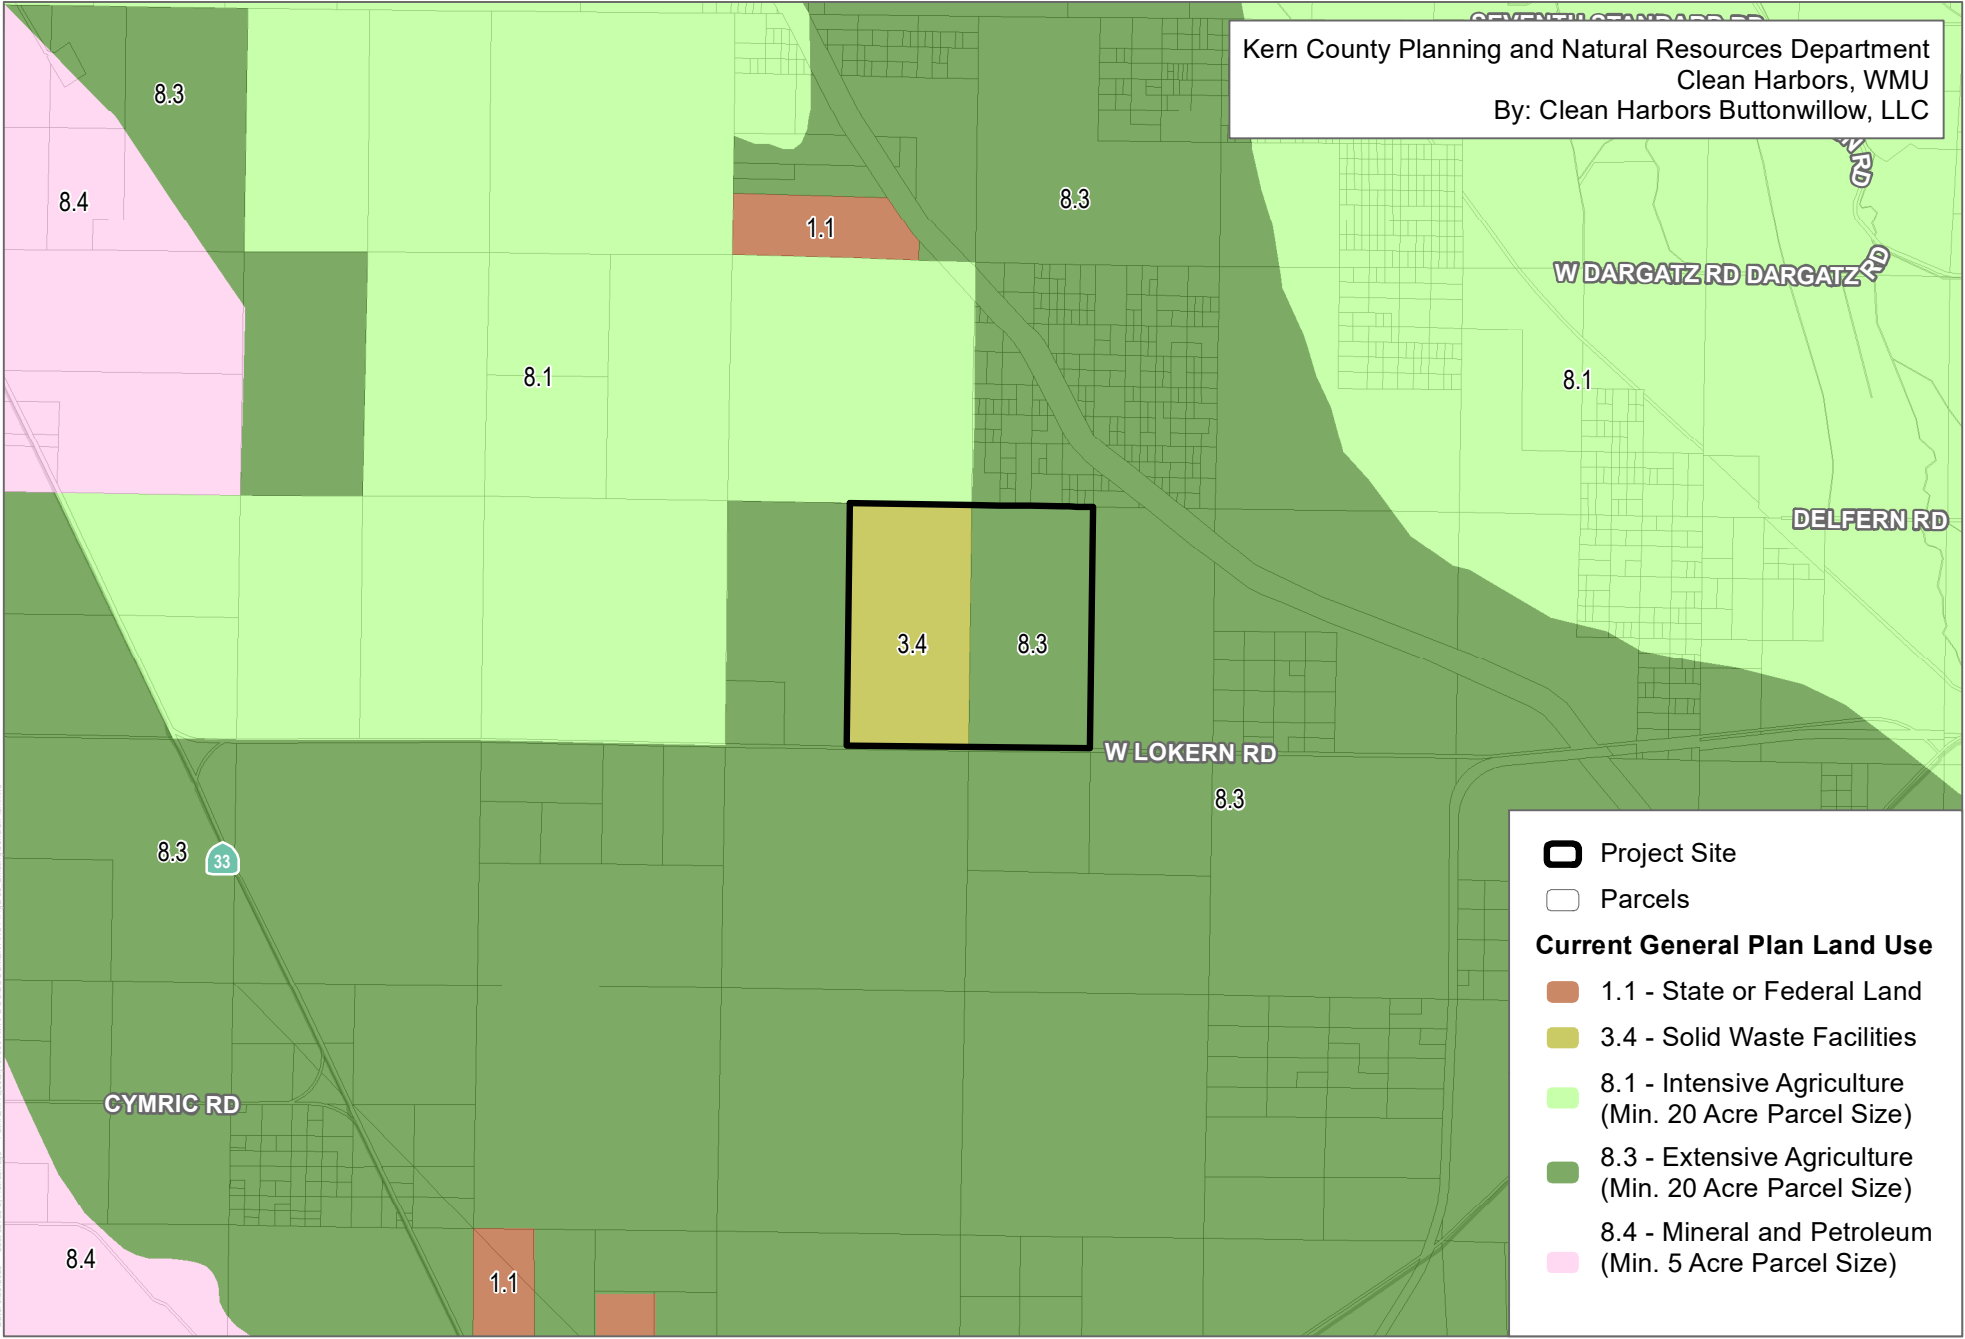 SEVENTH STANDARD RD
Kern County Planning and Natural Resources Department
Clean Harbors, WMU
By: Clean Harbors Buttonwillow, LLC
8.3
RD
8.4
8.3
1.1
W DARGATZ RD DARGATZ RD
8.1
8.1
DELFERN RD
3.4
8.3
W LOKERN RD
8.3
8.3
33
CYMRIC RD
8.4
1.1
Project Site
Parcels
Current General Plan Land Use
1.1 - State or Federal Land
3.4 - Solid Waste Facilities
8.1 - Intensive Agriculture
(Min. 20 Acre Parcel Size)
8.3 - Extensive Agriculture
(Min. 20 Acre Parcel Size)
8.4 - Mineral and Petroleum
(Min. 5 Acre Parcel Size)